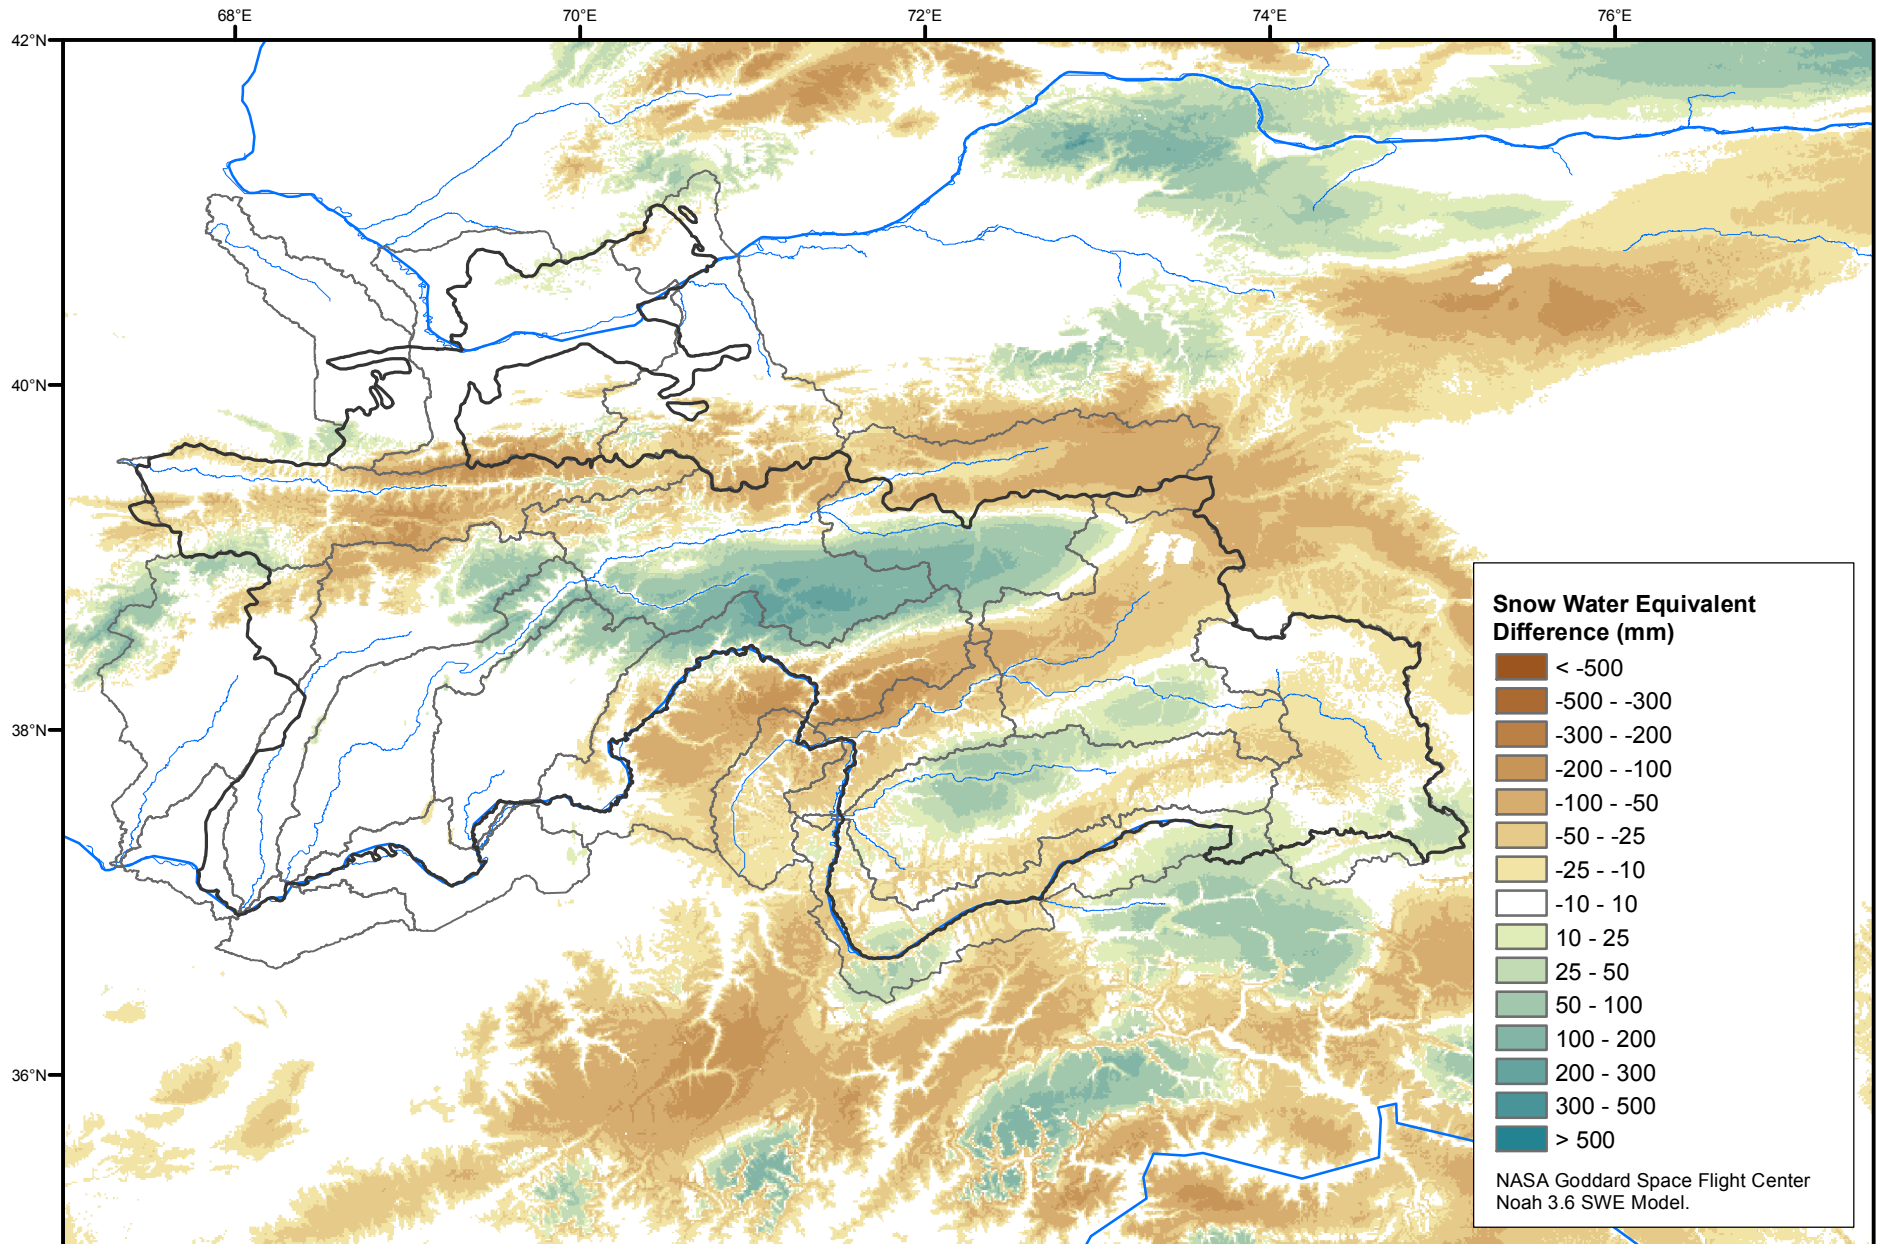 68°E
70°E
72°E
74°E
76°E
42°N
40°N
38°N
36°N
Snow Water Equivalent
Difference (mm)
< -500
-500 - -300
-300 - -200
-200 - -100
-100 - -50
-50 - -25
-25 - -10
-10 - 10
10 - 25
25 - 50
50 - 100
100 - 200
200 - 300
300 - 500
> 500
NASA Goddard Space Flight Center
Noah 3.6 SWE Model.